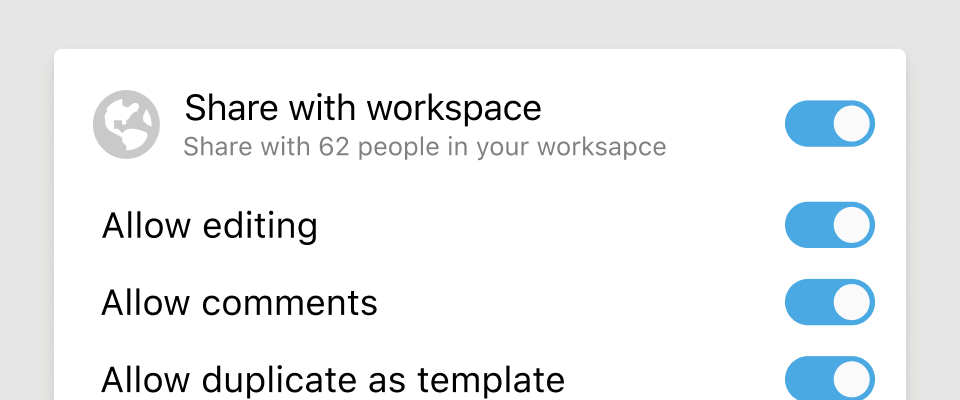 Share with workspace
Share with 62 people in your worksapce
Allow editing
Allow comments
Allow duplicate as template